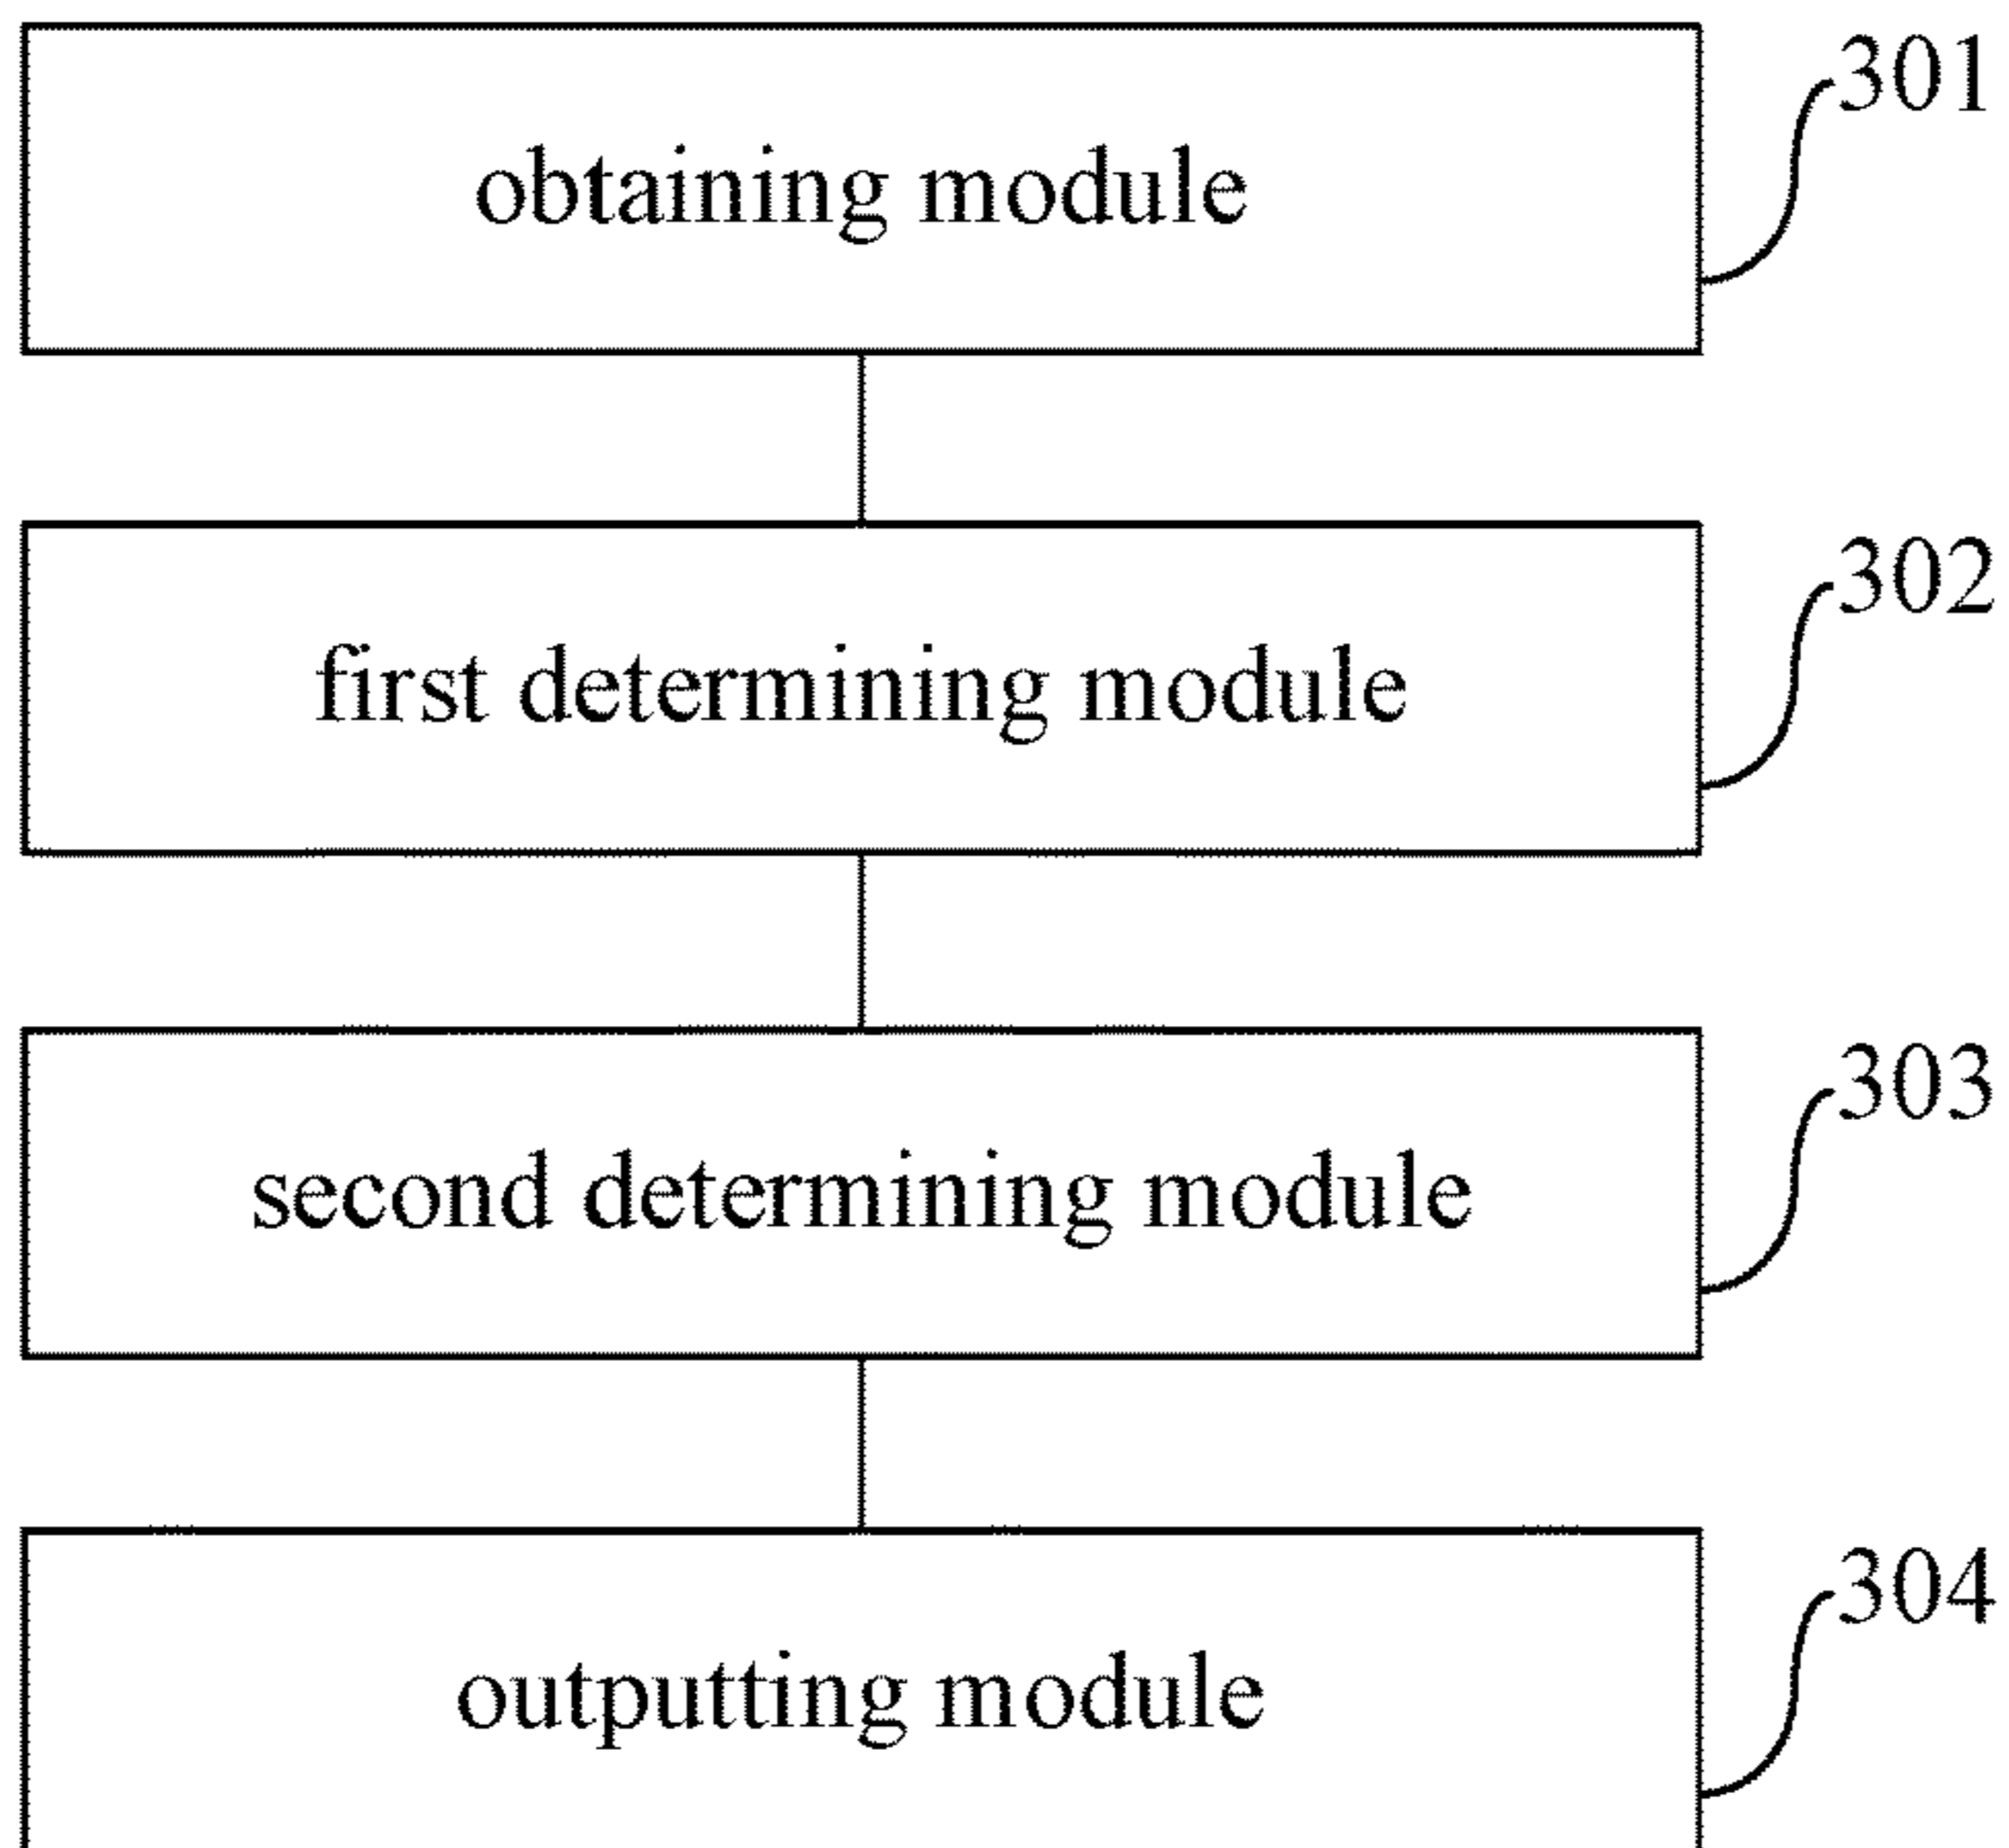 301
obtaining module
302
first determining module
303
second determining module
304
outputting module